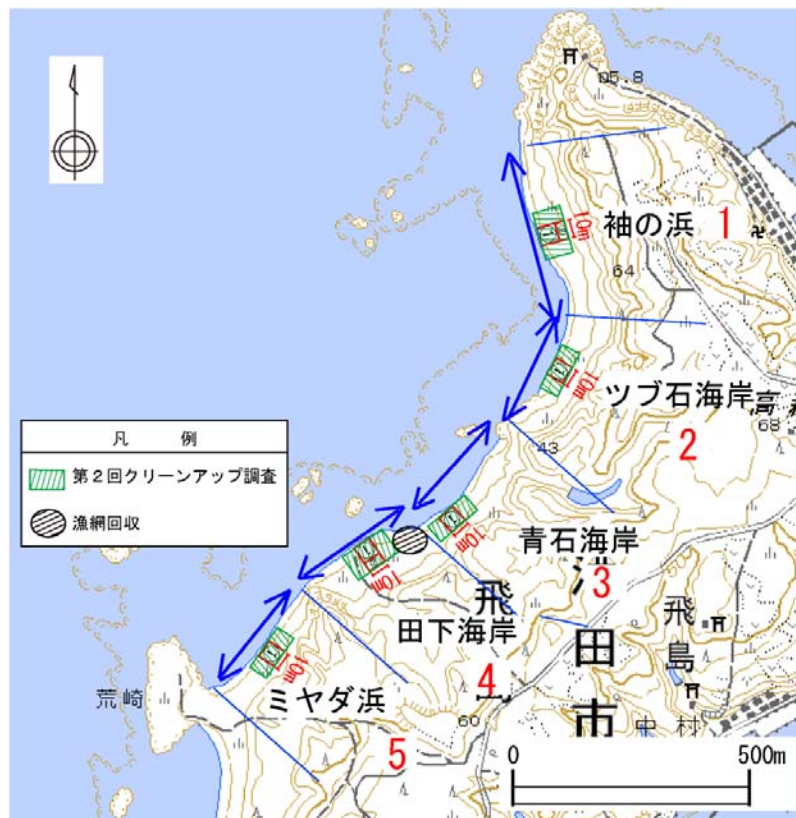 05.8
袖の浜
1
10m
64
ツブ石海岸
10m
68
2
43
凡 例
第2回クリーンアップ調査
漁網回収
青石海岸
10m
3
飛
田下海岸
10m
4
飛島
田
市
ミヤダ浜
10m
荒崎
60
中村
5
0
500m